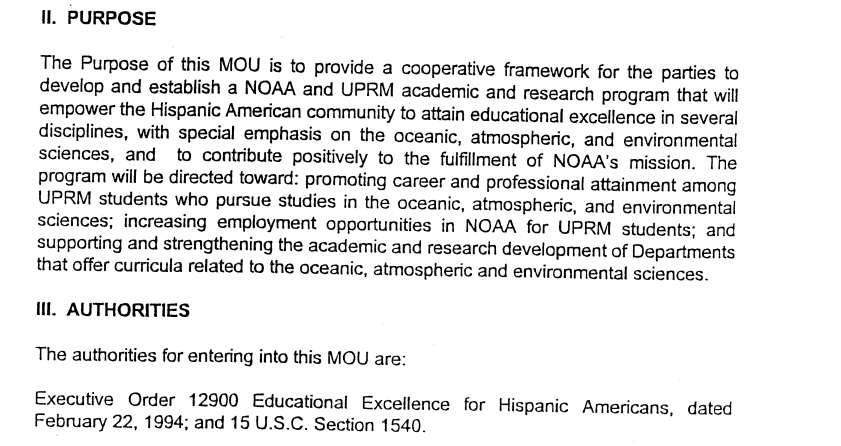 II. PURPOSE
The Purpose of this MOU is to provide a cooperative framework for the parties to
develop and establish a NOAA and UPRM academic and research program that will
empower the Hispanic American community to attain educational excellence in several
disciplines, with special emphasis on the oceanic, atmospheric, and environmental
sciences, and to contribute positively to the fulfillment of NOAA's mission. The
program will be directed toward: promoting career and professional attainment among
UPRM students who pursue studies in the oceanic, atmospheric, and environmental
sciences; increasing employment opportunities in NOAA for UPRM students; and
supporting and strengthening the academic and research development of Departments
that offer curricula related to the oceanic, atmospheric and environmental sciences.
III. AUTHORITIES
The authorities for entering into this MOU are:
Executive Order 12900 Educational Excellence for Hispanic Americans, dated
February 22, 1994; and 15 U.S.C. Section 1540.